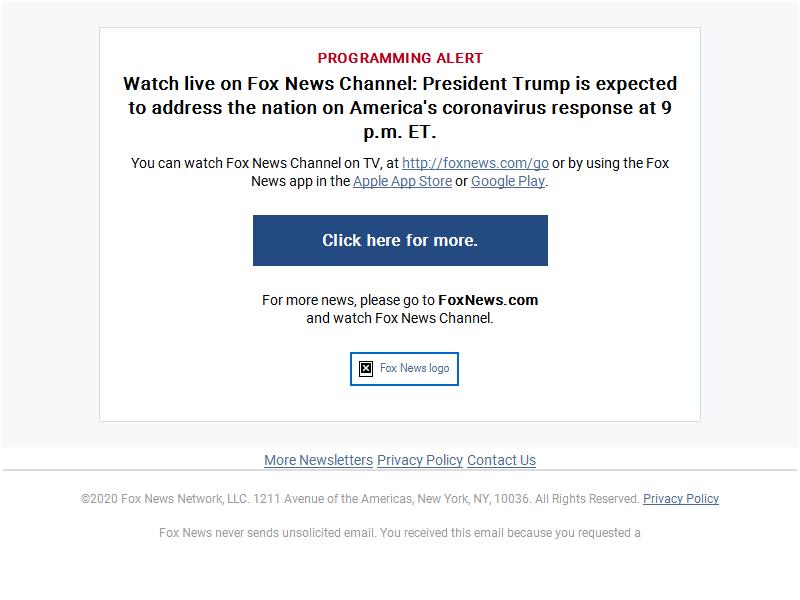 PROGRAMMING ALERT
Watch live on Fox News Channel: President Trump is expected
to address the nation on America's coronavirus response at 9
p.m. ET.
You can watch Fox News Channel on TV, at http://foxnews.com/go or by using the Fox
News app in the Apple App Store or Google Play.
Click here for more.
For more news, please go to FoxNews.com
and watch Fox News Channel.
Fox News logo
More Newsletters Privacy Policy Contact Us
©2020 Fox News Network, LLC. 1211 Avenue of the Americas, New York, NY, 10036. All Rights Reserved. Privacy Policy
Fox News never sends unsolicited email. You received this email because you requested a